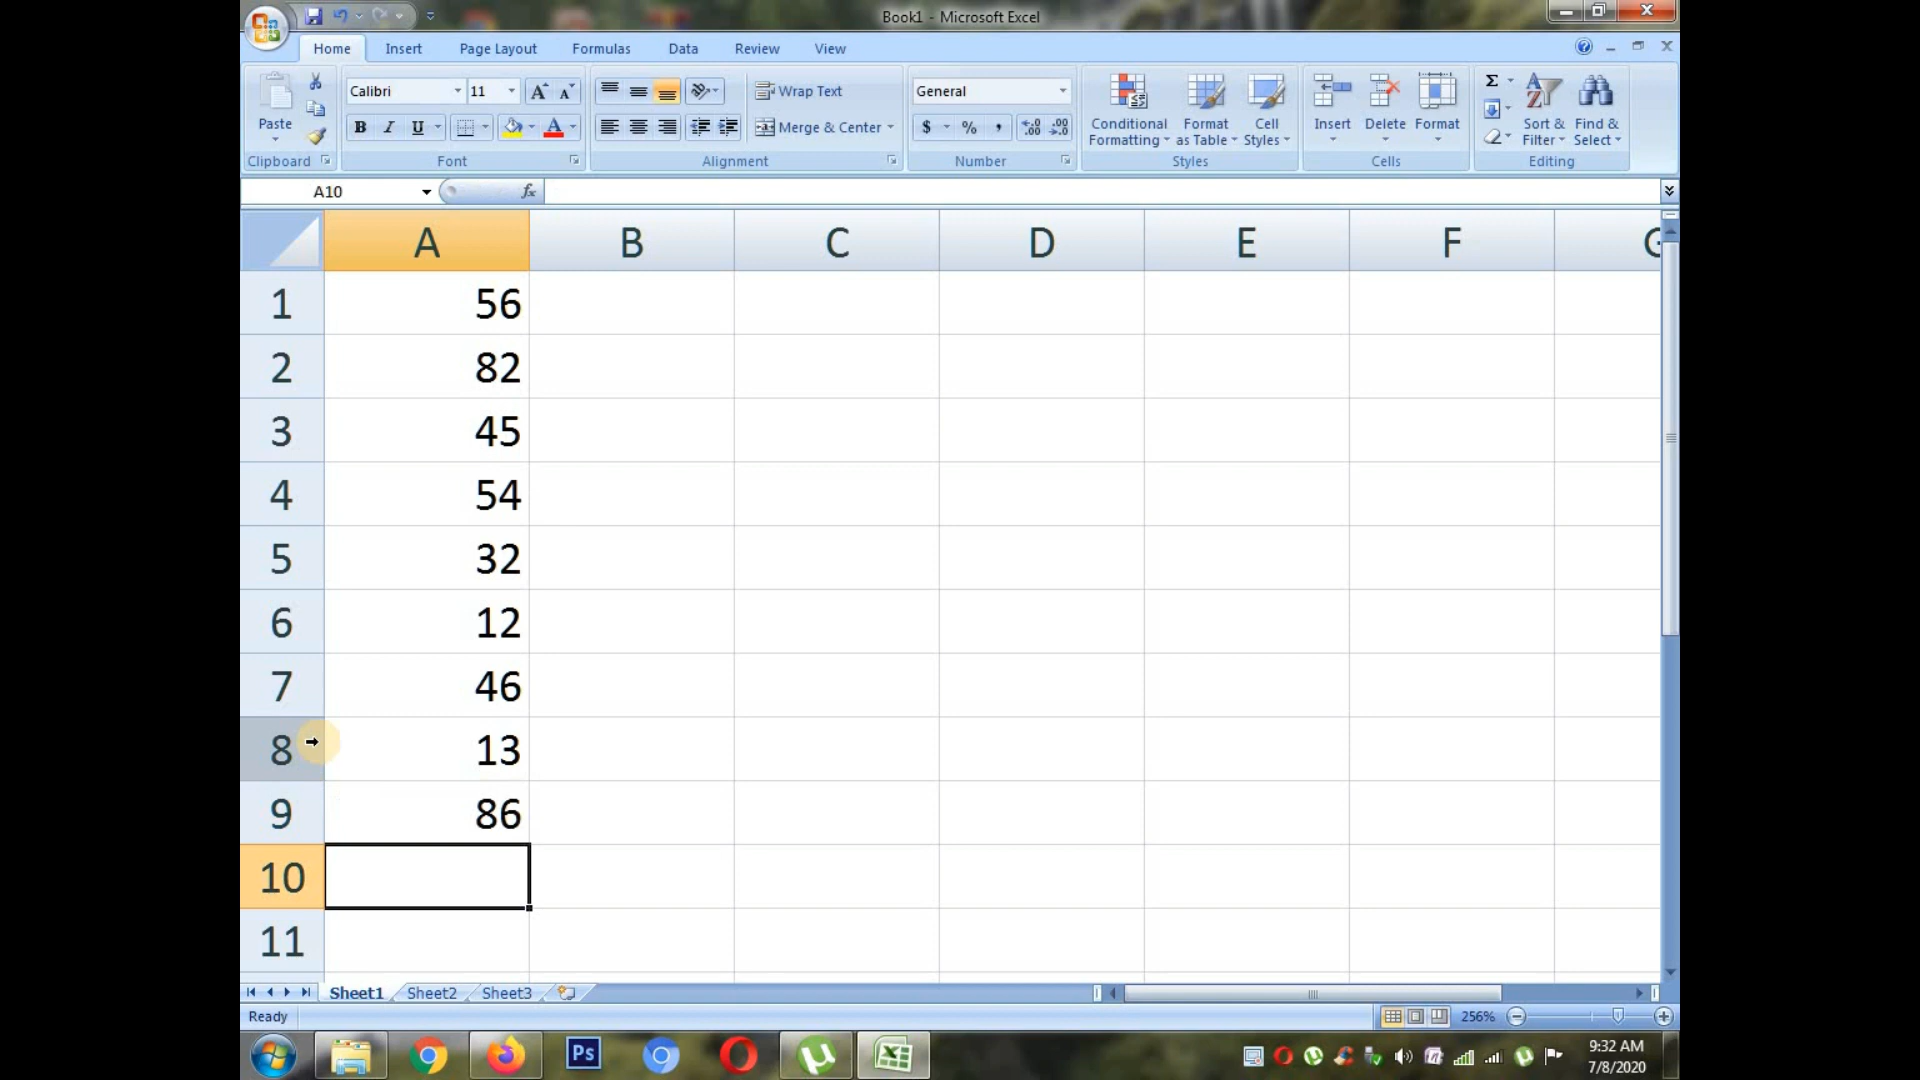 Book1 - Microsoft Excel
Home Insert Page Layout Formulas Data Review View
Calibri 11 Wrap Text General
Paste B I U Merge & Center $ % , Conditional Formatting Format as Table Cell Styles Insert Delete Format Σ Sort & Filter Find & Select
Clipboard Font Alignment Number Styles Cells Editing
A10 fx
A B C D E F G
1 56
2 82
3 45
4 54
5 32
6 12
7 46
8 13
9 86
10
11
Sheet1 Sheet2 Sheet3
Ready 256%
Ps 9:32 AM
7/8/2020